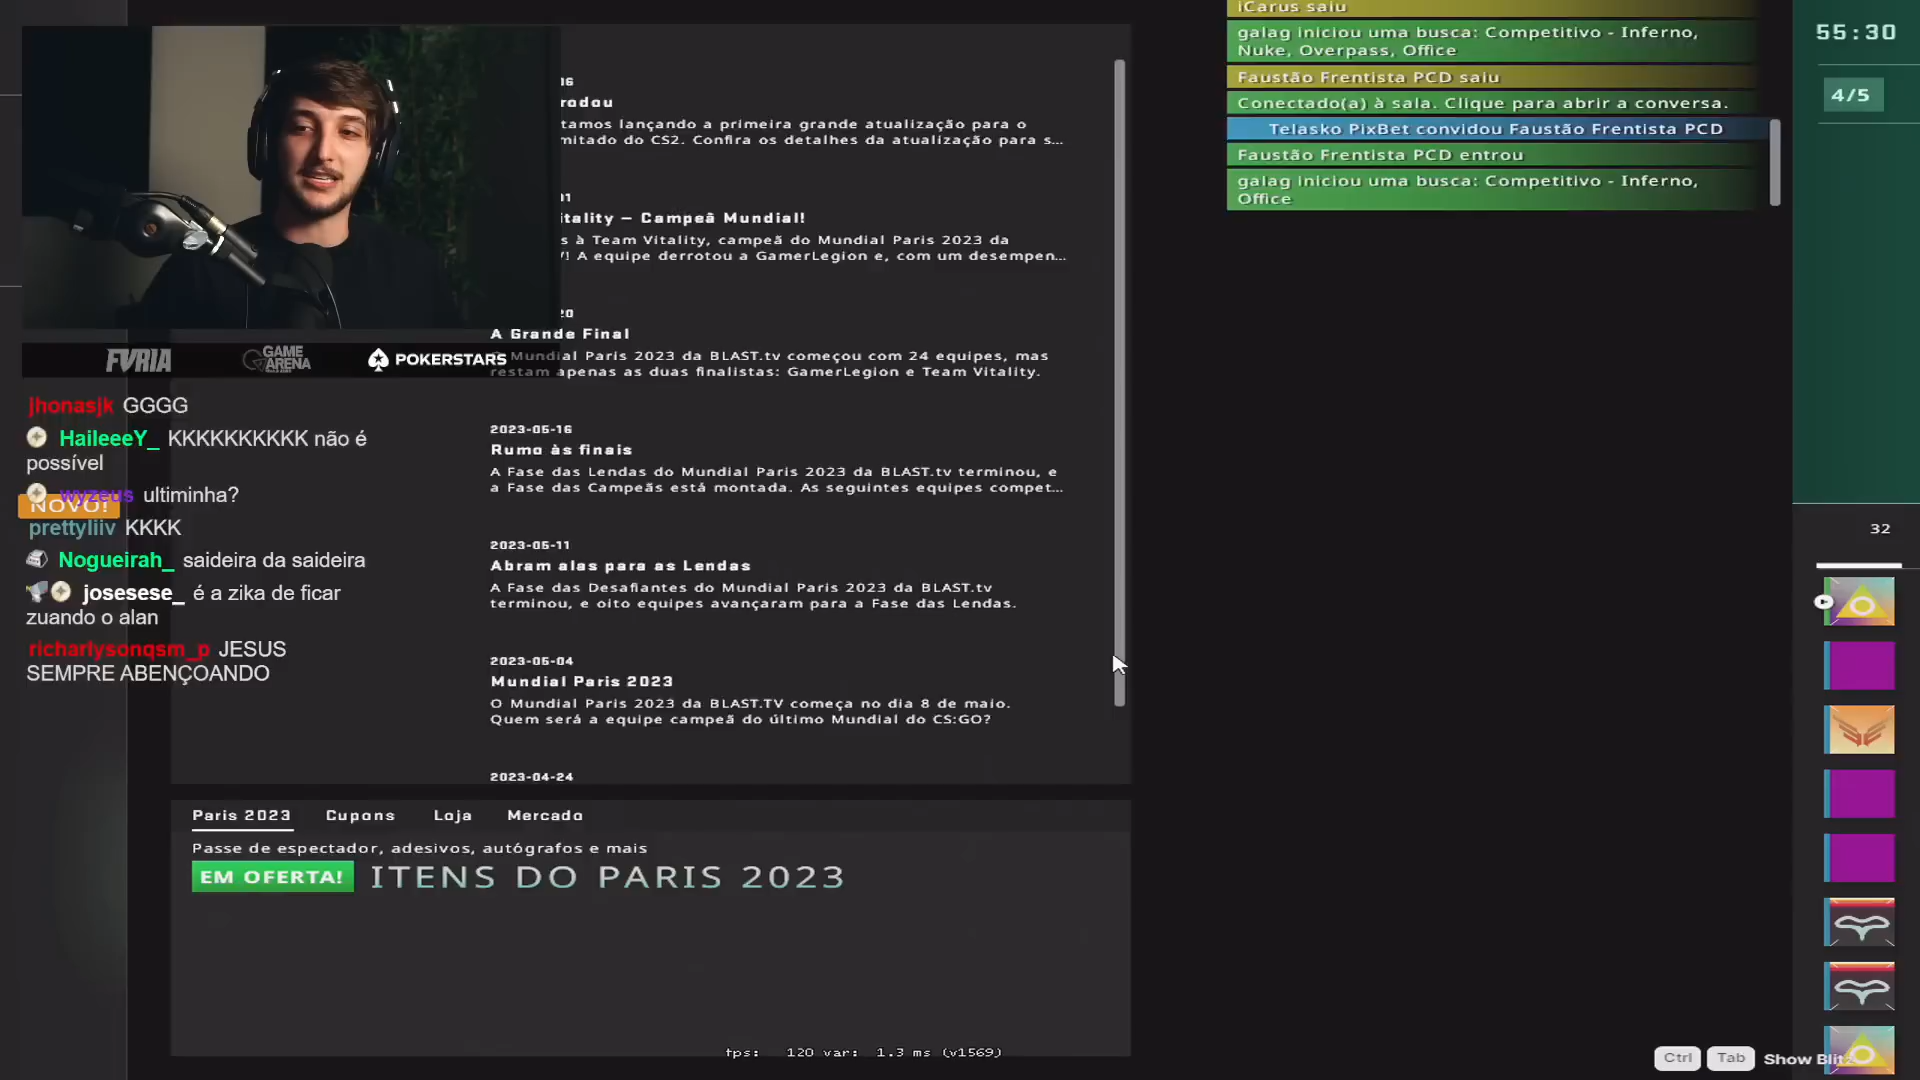 FVRIA
GAME ARENA
POKERSTARS
jhonasjk GGGG
HaileeeY_ KKKKKKKKKK não é
possível
wyzeus ultiminha?
NOVO!
prettyliiv KKKK
Nogueirah_ saideira da saideira
josesese_ é a zika de ficar
zuando o alan
richarlysonqsm_p JESUS
SEMPRE ABENÇOANDO
16
rodou
tamos lançando a primeira grande atualização para o
mitado do CS2. Confira os detalhes da atualização para s...
itality – Campeã Mundial!
s à Team Vitality, campeã do Mundial Paris 2023 da
! A equipe derrotou a GamerLegion e, com um desempen...
20
A Grande Final
O Mundial Paris 2023 da BLAST.tv começou com 24 equipes, mas
restam apenas as duas finalistas: GamerLegion e Team Vitality.
2023-05-16
Rumo às finais
A Fase das Lendas do Mundial Paris 2023 da BLAST.tv terminou, e
a Fase das Campeãs está montada. As seguintes equipes compet...
2023-05-11
Abram alas para as Lendas
A Fase das Desafiantes do Mundial Paris 2023 da BLAST.tv
terminou, e oito equipes avançaram para a Fase das Lendas.
2023-05-04
Mundial Paris 2023
O Mundial Paris 2023 da BLAST.TV começa no dia 8 de maio.
Quem será a equipe campeã do último Mundial do CS:GO?
2023-04-24
Paris 2023 Cupons Loja Mercado
Passe de espectador, adesivos, autógrafos e mais
EM OFERTA! ITENS DO PARIS 2023
fps: 120 var: 1.3 ms (v1569)
iCarus saiu
galag iniciou uma busca: Competitivo - Inferno,
Nuke, Overpass, Office
Faustão Frentista PCD saiu
Conectado(a) à sala. Clique para abrir a conversa.
Telasko PixBet convidou Faustão Frentista PCD
Faustão Frentista PCD entrou
galag iniciou uma busca: Competitivo - Inferno,
Office
55:30
4/5
32
Ctrl Tab Show Blitz